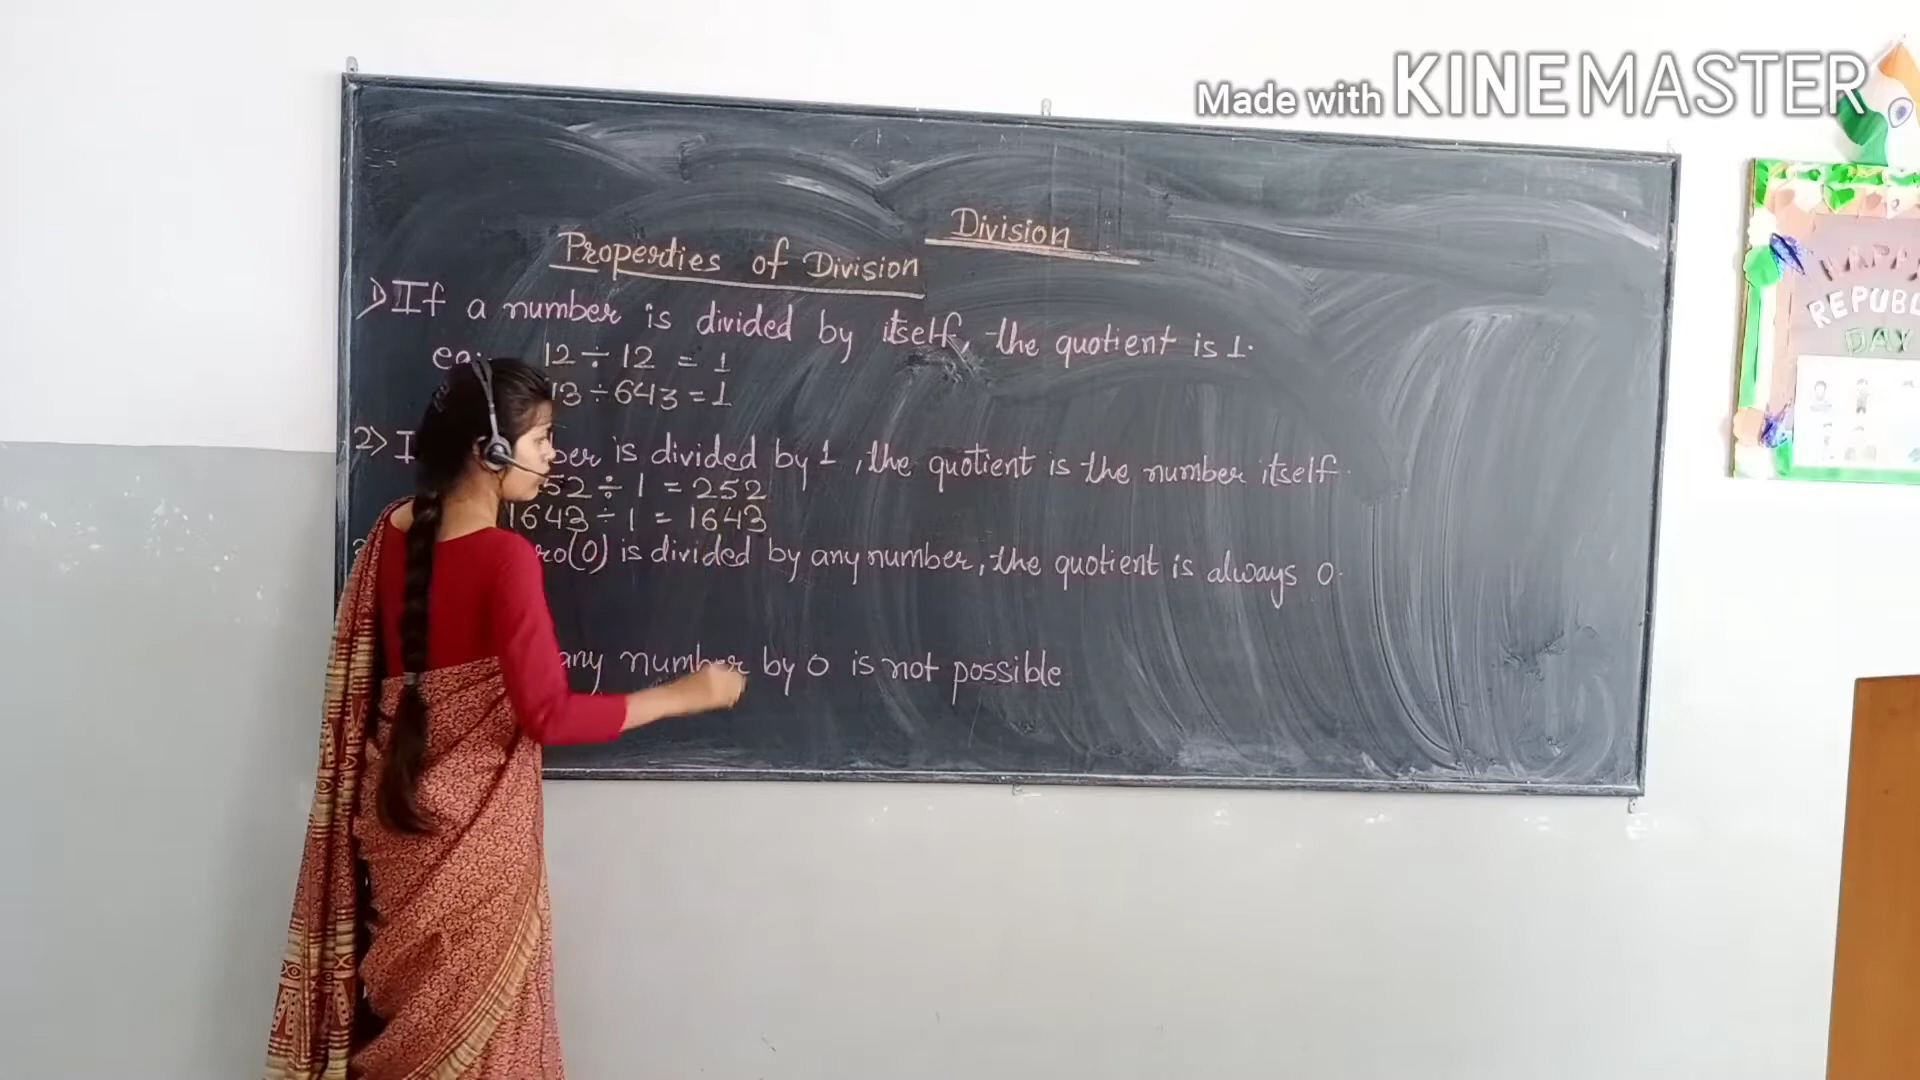 Made with KINEMASTER
Division
Properties of Division
1) If a number is divided by itself, the quotient is 1.
12 ÷ 12 = 1
÷ 643 = 1
2) is divided by 1, the quotient is the number itself.
÷ 1 = 252
1643 ÷ 1 = 1643
(0) is divided by any number, the quotient is always 0.
any number by 0 is not possible
HAPPY
REPUBL
DAY